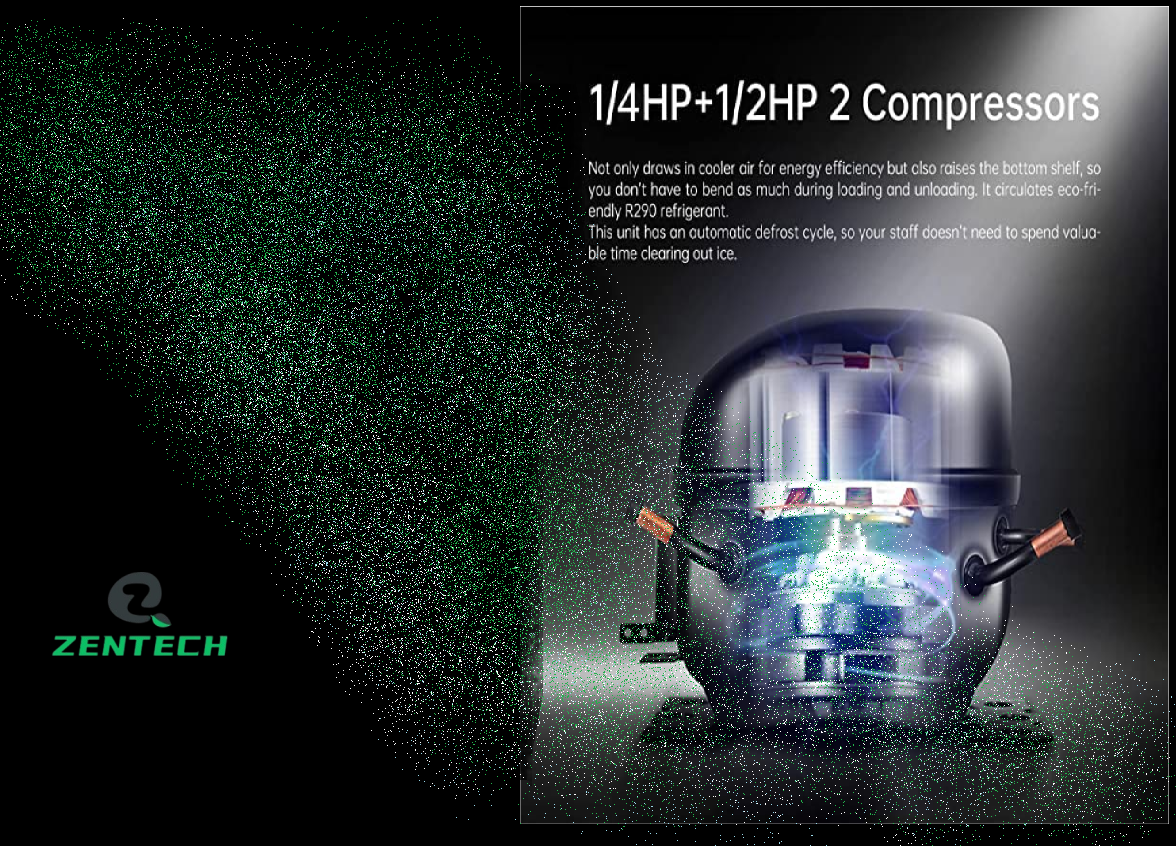 1/4HP+1/2HP 2 Compressors
Not only draws in cooler air for energy efficiency but also raises the bottom shelf, so
you don't have to bend as much during loading and unloading. It circulates eco-fri-
endly R290 refrigerant.
This unit has an automatic defrost cycle, so your staff doesn't need to spend valua-
ble time clearing out ice.
ZENTECH